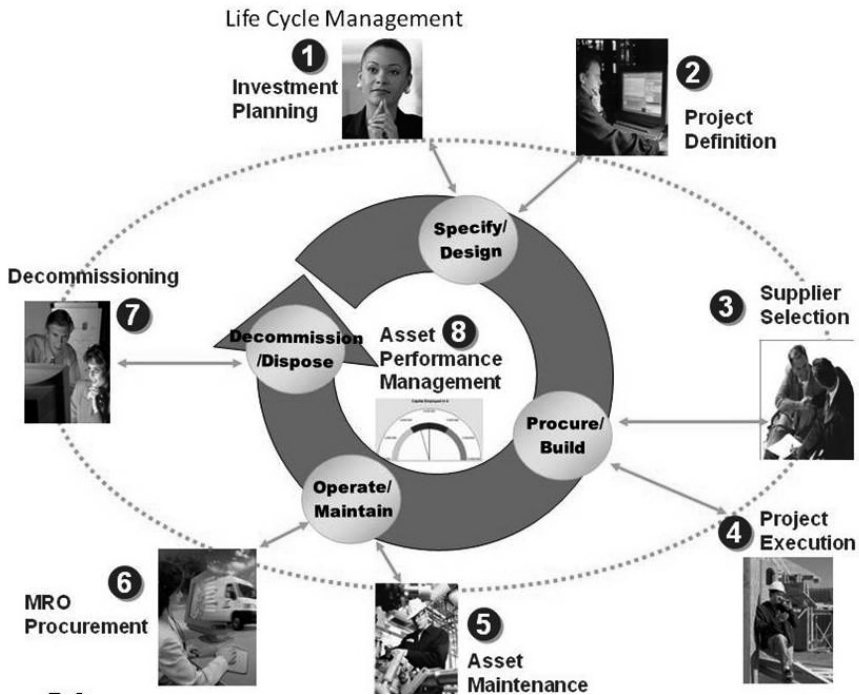 Life Cycle Management
1
Investment
Planning
2
Project
Definition
Specify/
Design
Decommissioning
7
3
Supplier
Selection
Decommission
/Dispose
Asset 8
Performance
Management
Procure/
Build
Operate/
Maintain
4
Project
Execution
6
MRO
Procurement
5
Asset
Maintenance